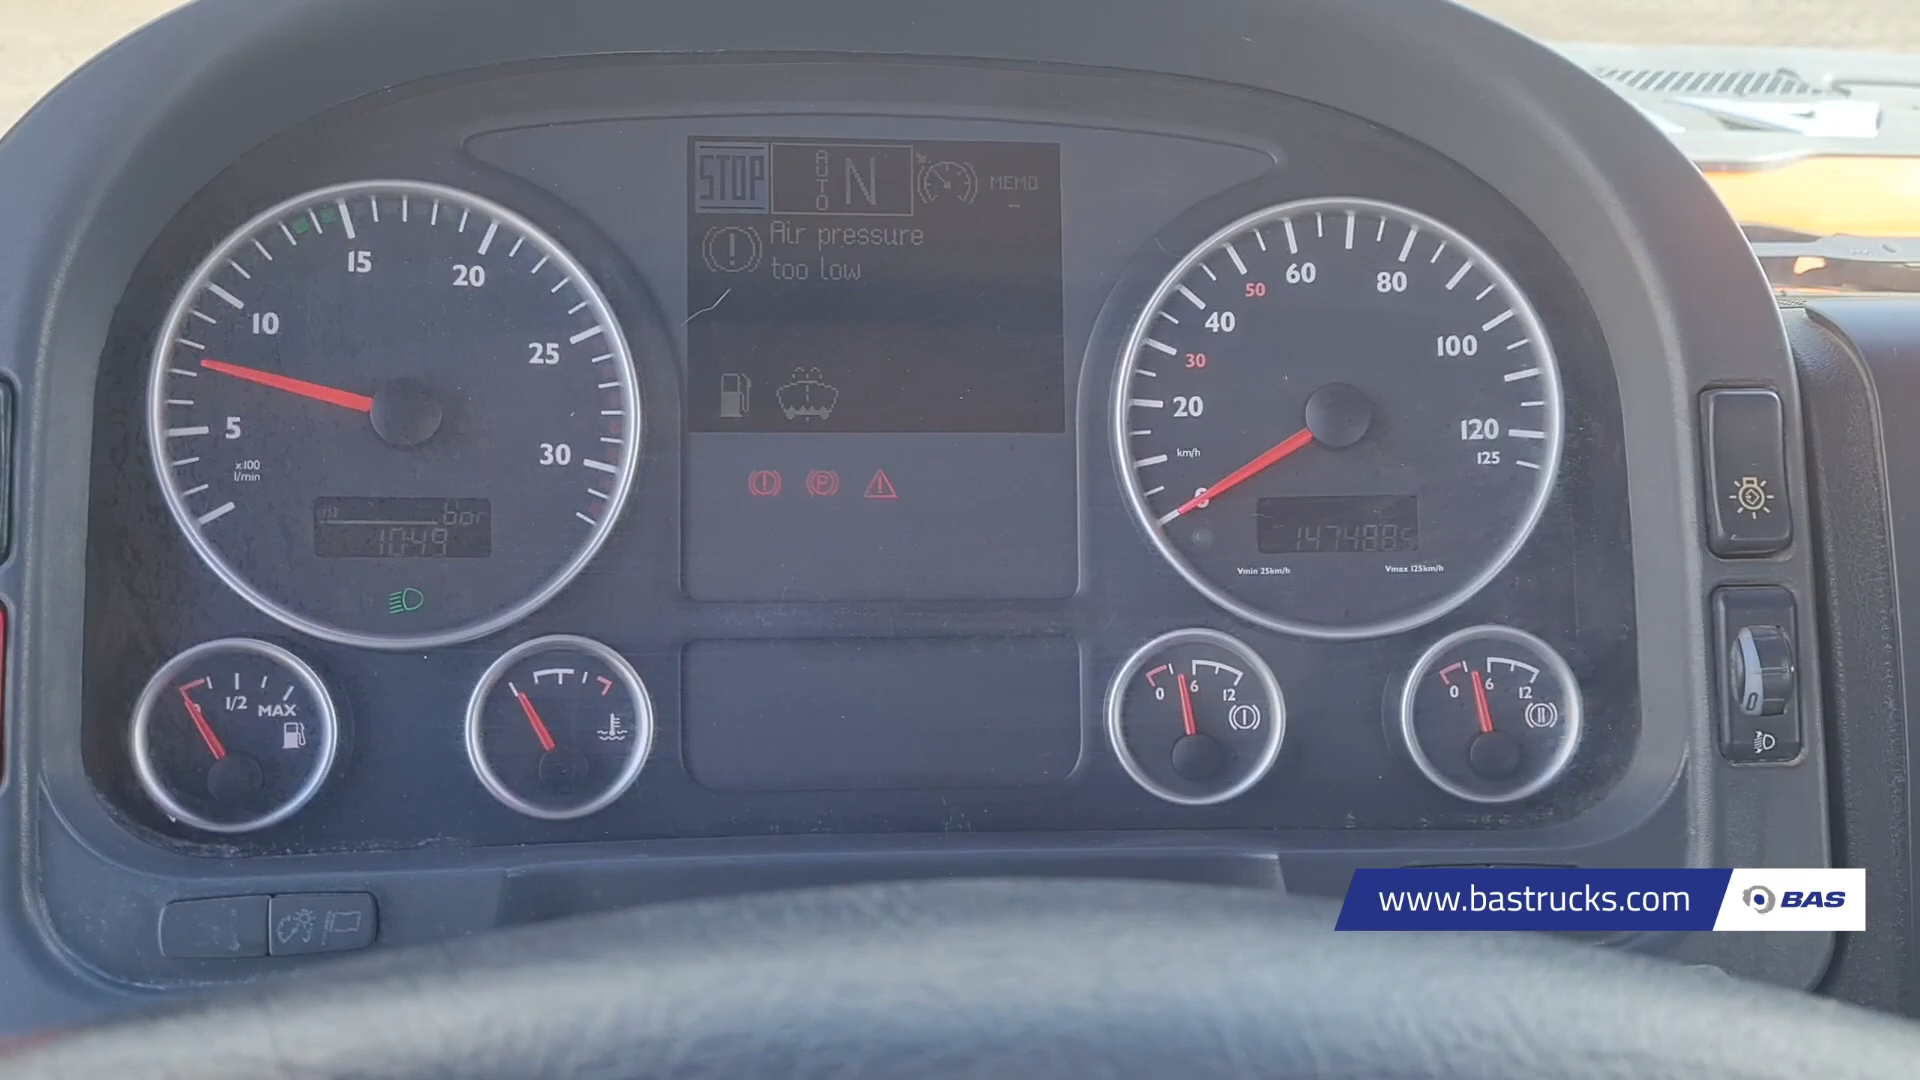 STOP
AUTO
N
MEMO
Air pressure
too low
5
10
15
20
25
30
x100
l/min
bar
1049
0
20
30
40
50
60
80
100
120
125
km/h
Vmin 25km/h
Vmax 125km/h
1/2
MAX
0
6
12
0
6
12
0
www.bastrucks.com
BAS